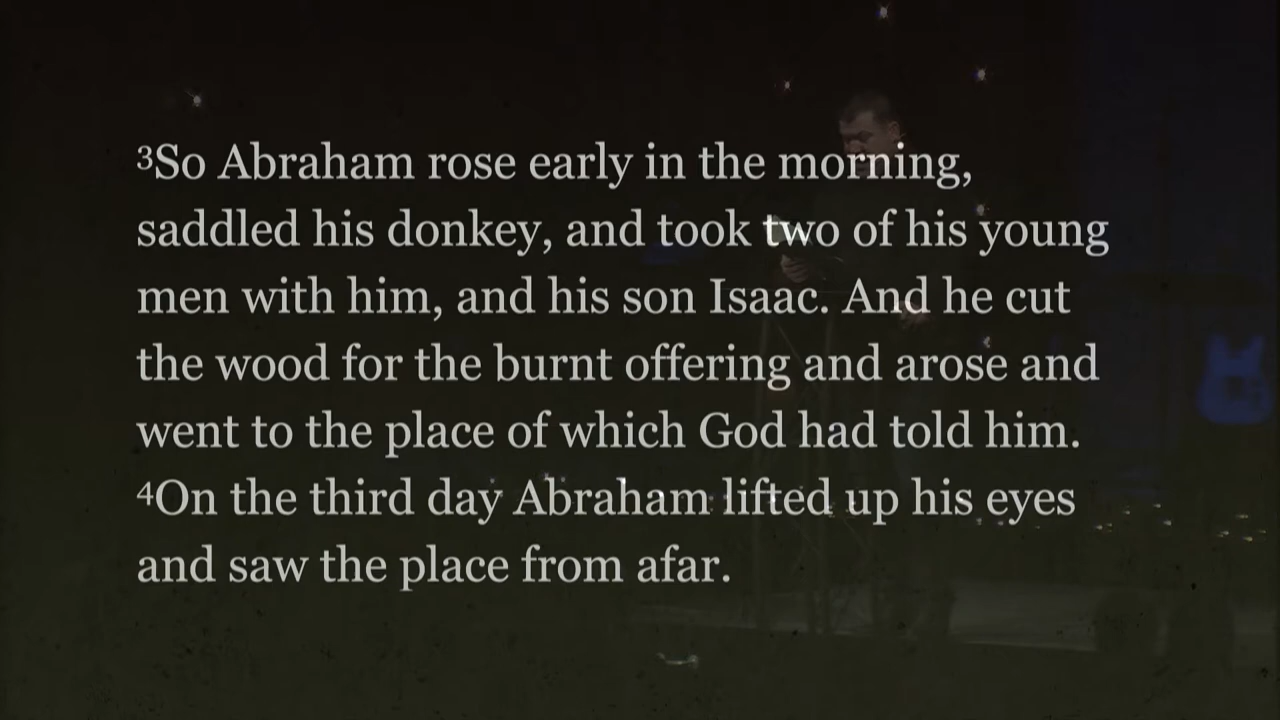 ³So Abraham rose early in the morning,
saddled his donkey, and took two of his young
men with him, and his son Isaac. And he cut
the wood for the burnt offering and arose and
went to the place of which God had told him.
⁴On the third day Abraham lifted up his eyes
and saw the place from afar.